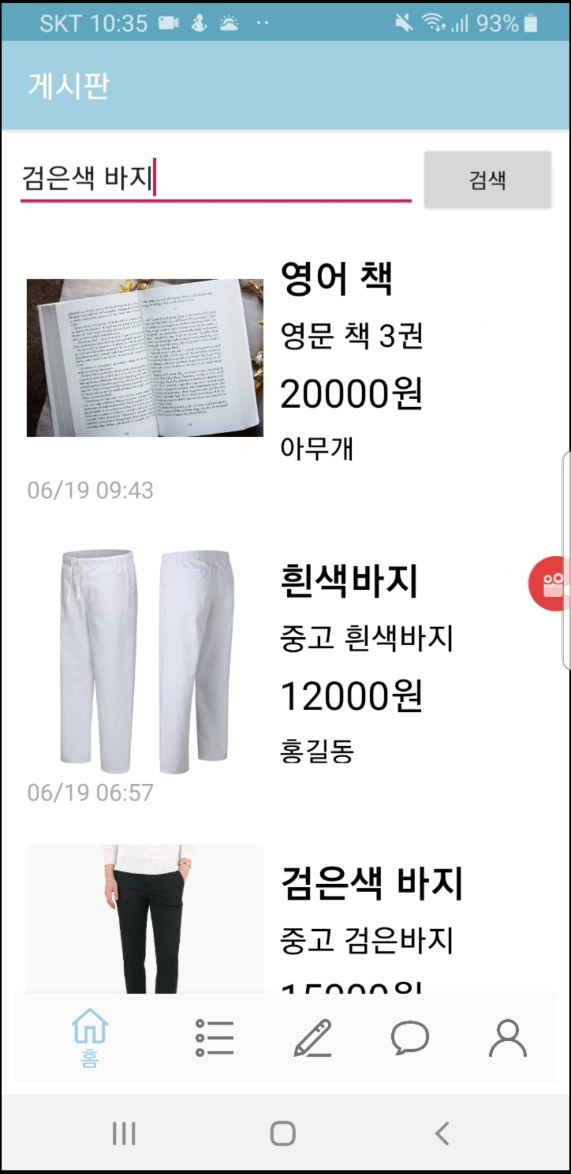 SKT 10:35 93%
게시판
검은색 바지
검색
영어 책
영문 책 3권
20000원
아무개
06/19 09:43
흰색바지
중고 흰색바지
12000원
홍길동
06/19 06:57
검은색 바지
중고 검은바지
홈